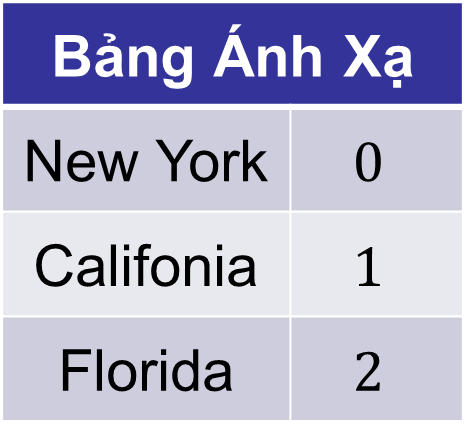 Bảng Ánh Xạ
New York 0
Califonia 1
Florida 2